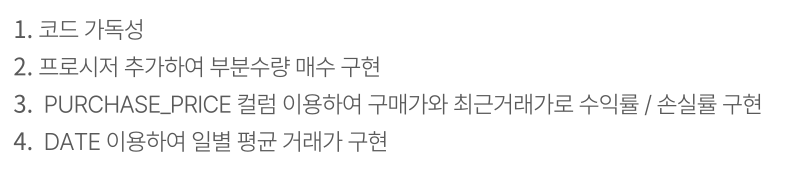 1. 코드 가독성
2. 프로시저 추가하여 부분수량 매수 구현
3. PURCHASE_PRICE 컬럼 이용하여 구매가와 최근거래가로 수익률 / 손실률 구현
4. DATE 이용하여 일별 평균 거래가 구현